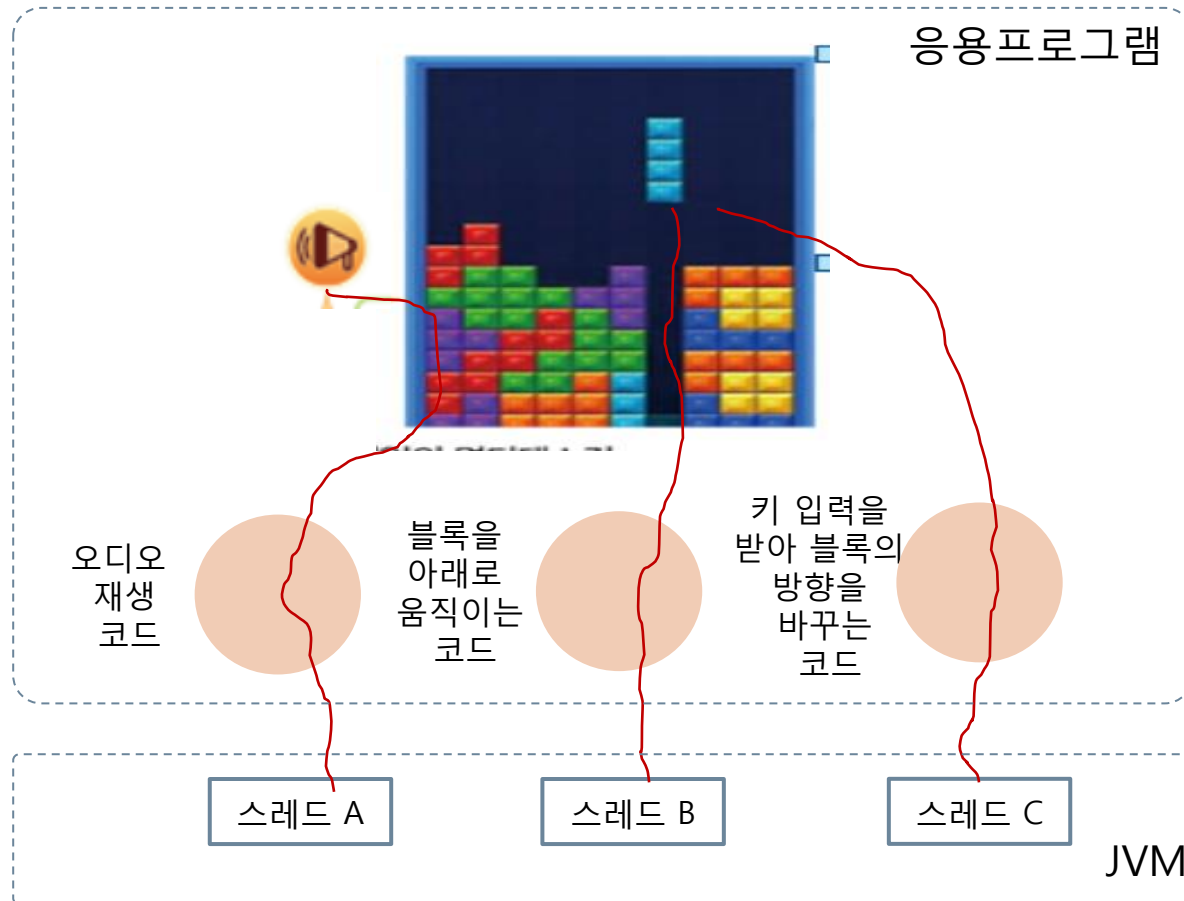 응용프로그램
오디오
재생
코드
블록을
아래로
움직이는
코드
키 입력을
받아 블록의
방향을
바꾸는
코드
스레드 A
스레드 B
스레드 C
JVM